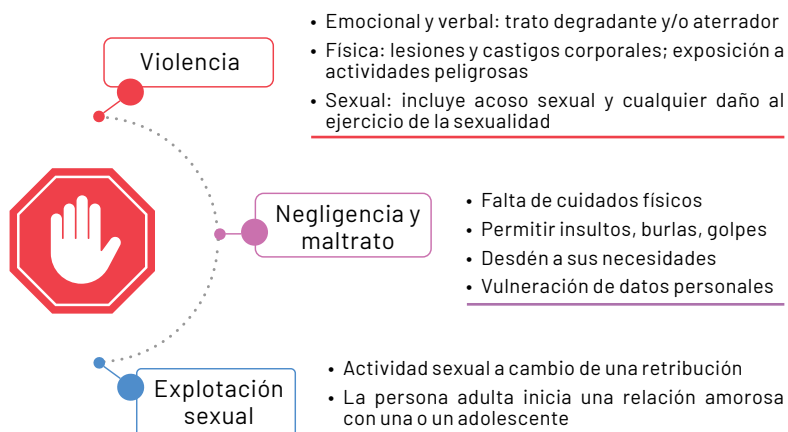 Violencia
• Emocional y verbal: trato degradante y/o aterrador
• Física: lesiones y castigos corporales; exposición a
actividades peligrosas
• Sexual: incluye acoso sexual y cualquier daño al
ejercicio de la sexualidad
Negligencia y
maltrato
• Falta de cuidados físicos
• Permitir insultos, burlas, golpes
• Desdén a sus necesidades
• Vulneración de datos personales
Explotación
sexual
• Actividad sexual a cambio de una retribución
• La persona adulta inicia una relación amorosa
con una o un adolescente